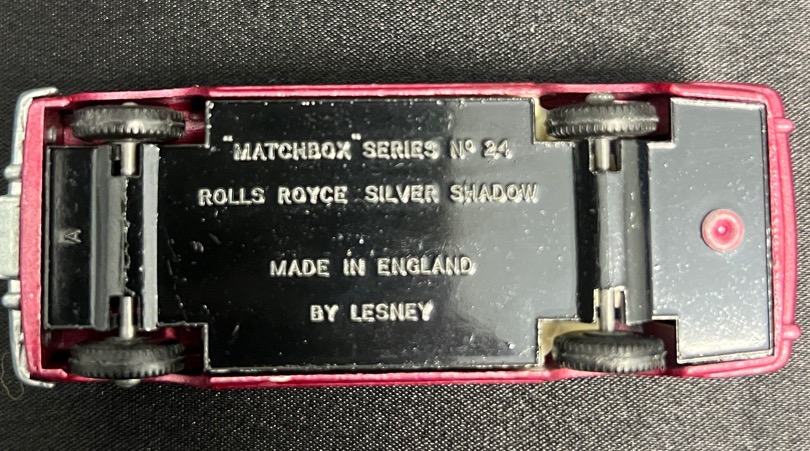 "MATCHBOX" SERIES Nº 24
ROLLS ROYCE SILVER SHADOW
MADE IN ENGLAND
BY LESNEY
A